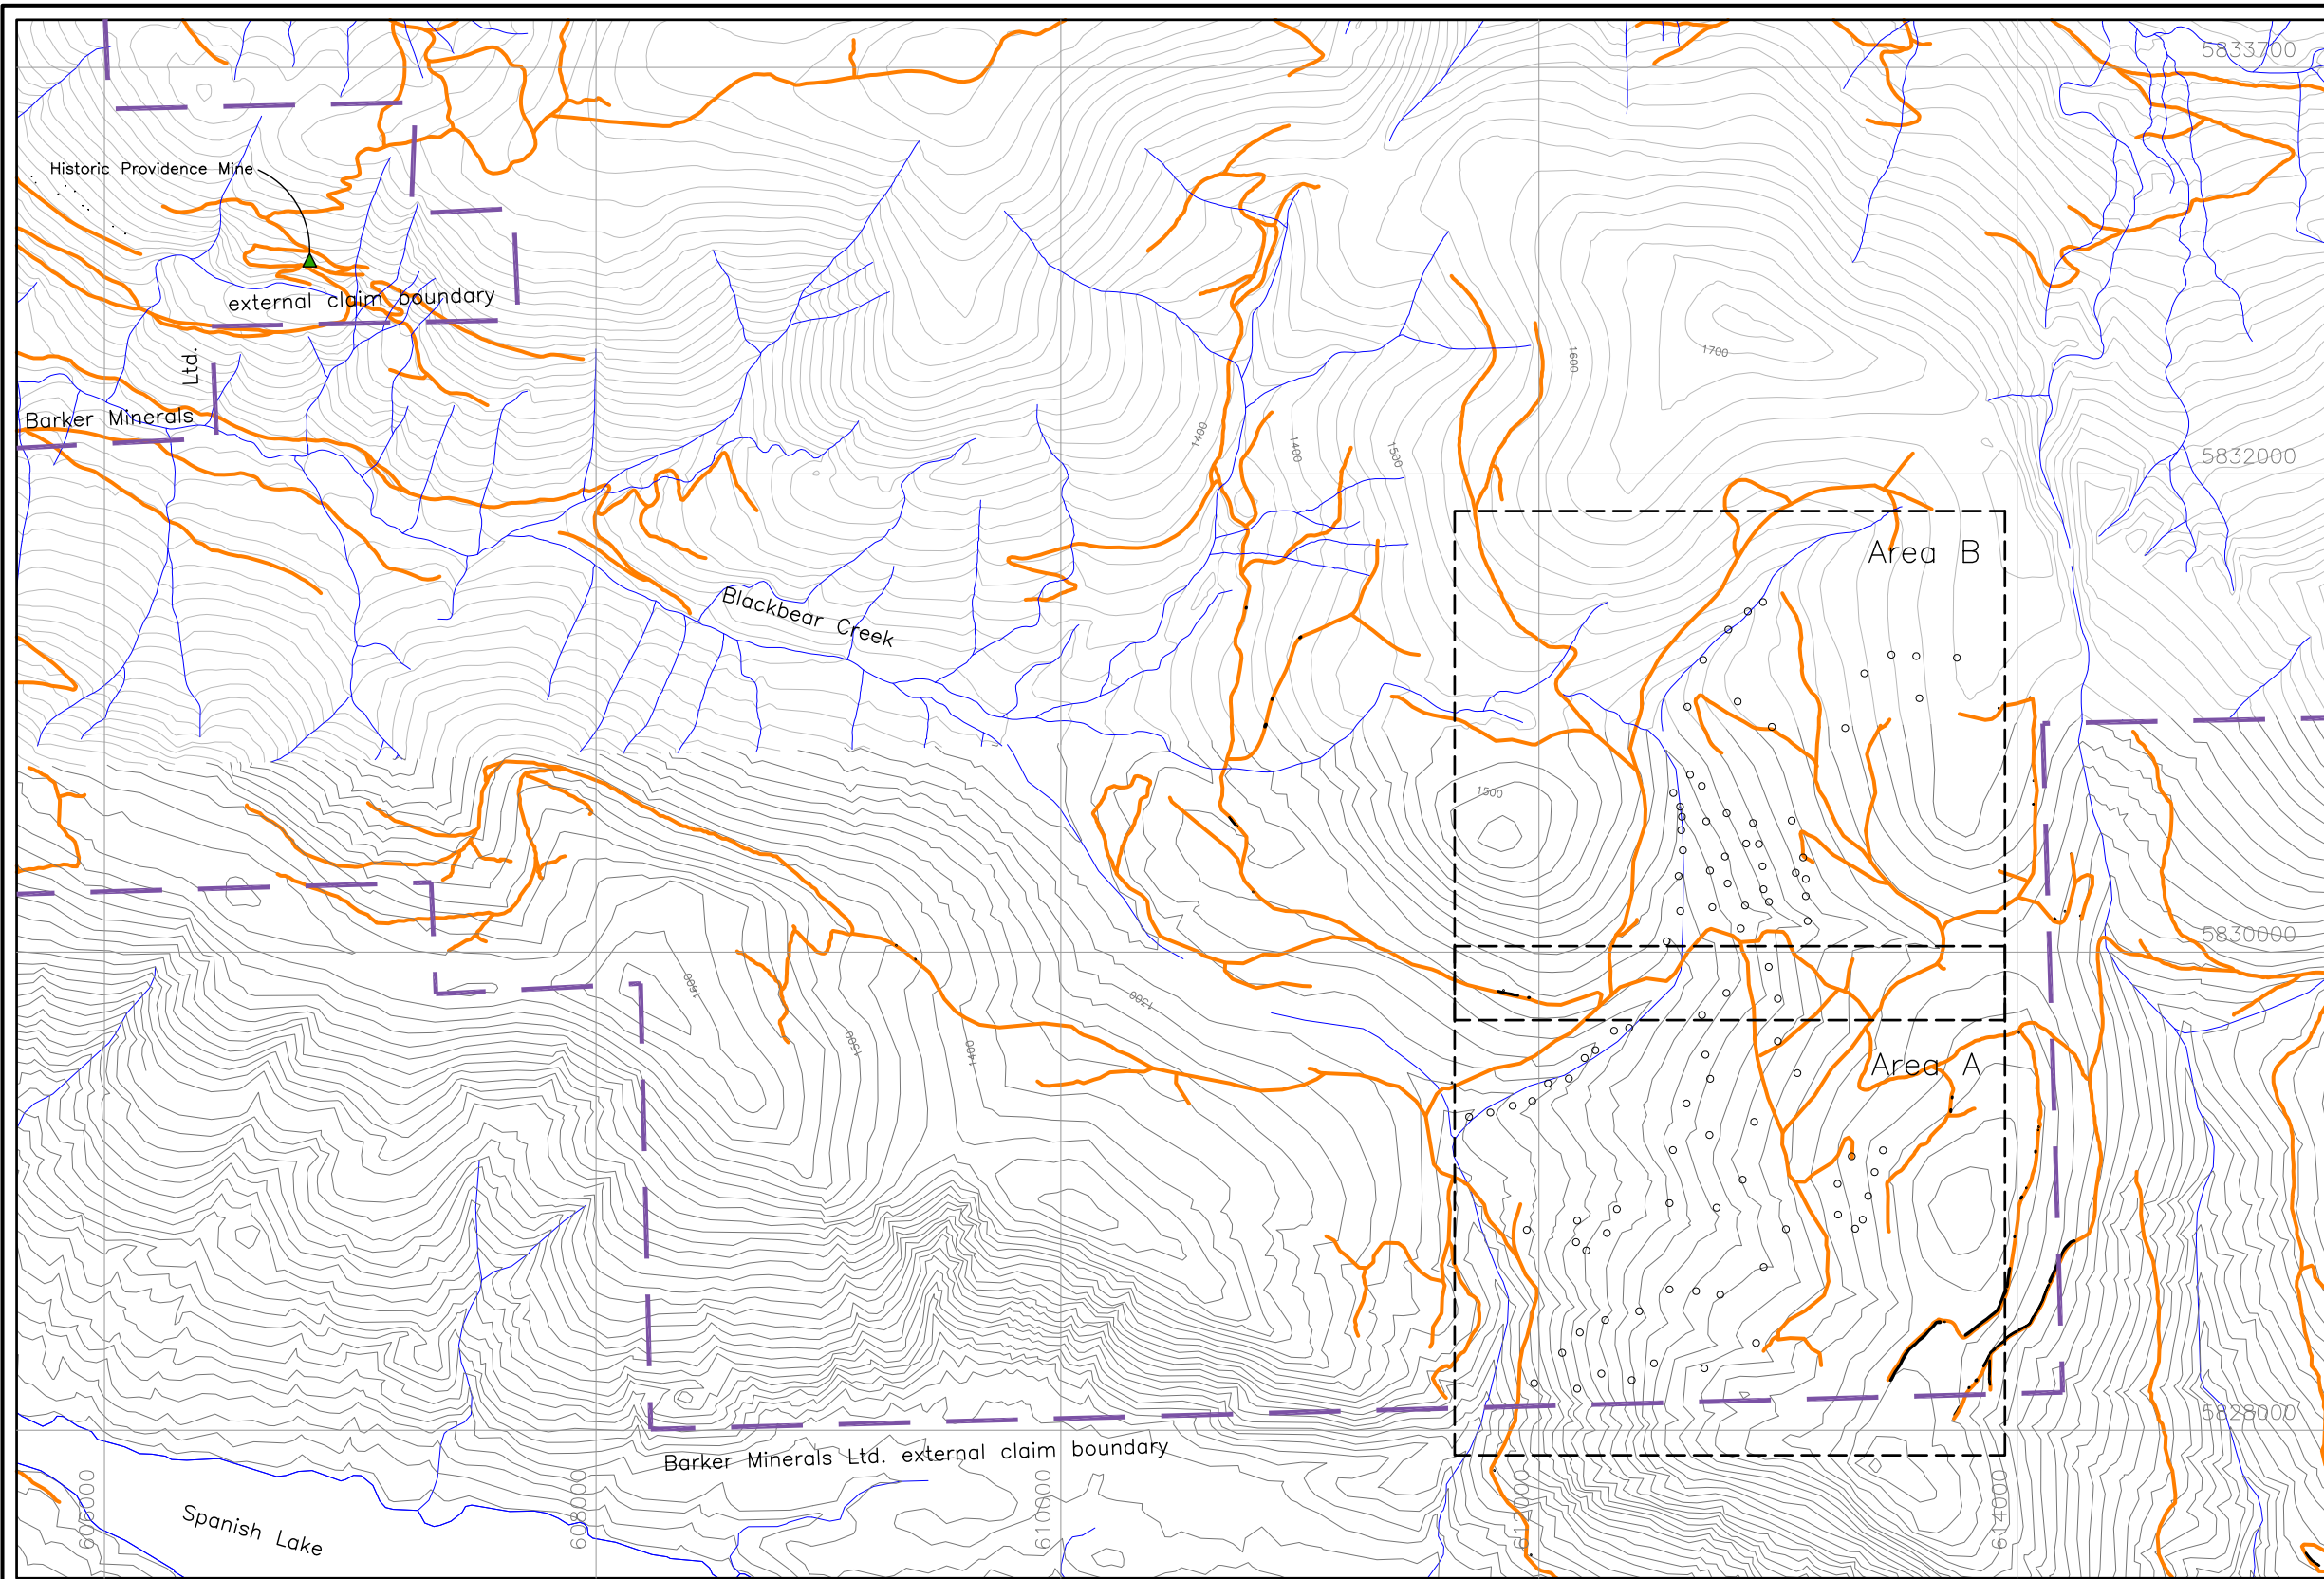 5833700
Historic Providence Mine
external claim boundary
1700
1600
Ltd.
Barker Minerals
1400
1400
1500
5832000
Area B
Blackbear Creek
1500
5830000
1600
1300
1500
1400
Area A
5828000
Barker Minerals Ltd. external claim boundary
606000
608000
610000
612000
614000
Spanish Lake